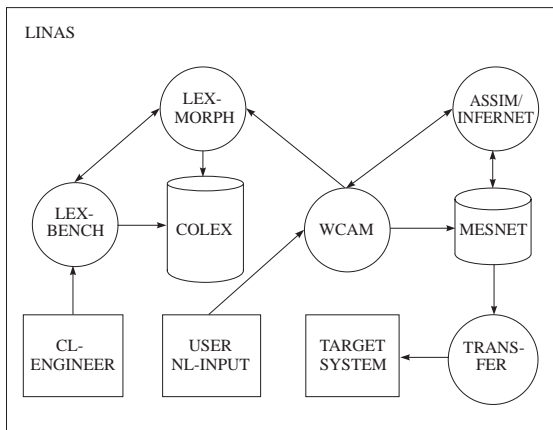 LINAS
LEX-
MORPH
ASSIM/
INFERNET
LEX-
BENCH
COLEX
WCAM
MESNET
CL-
ENGINEER
USER
NL-INPUT
TARGET
SYSTEM
TRANS-
FER